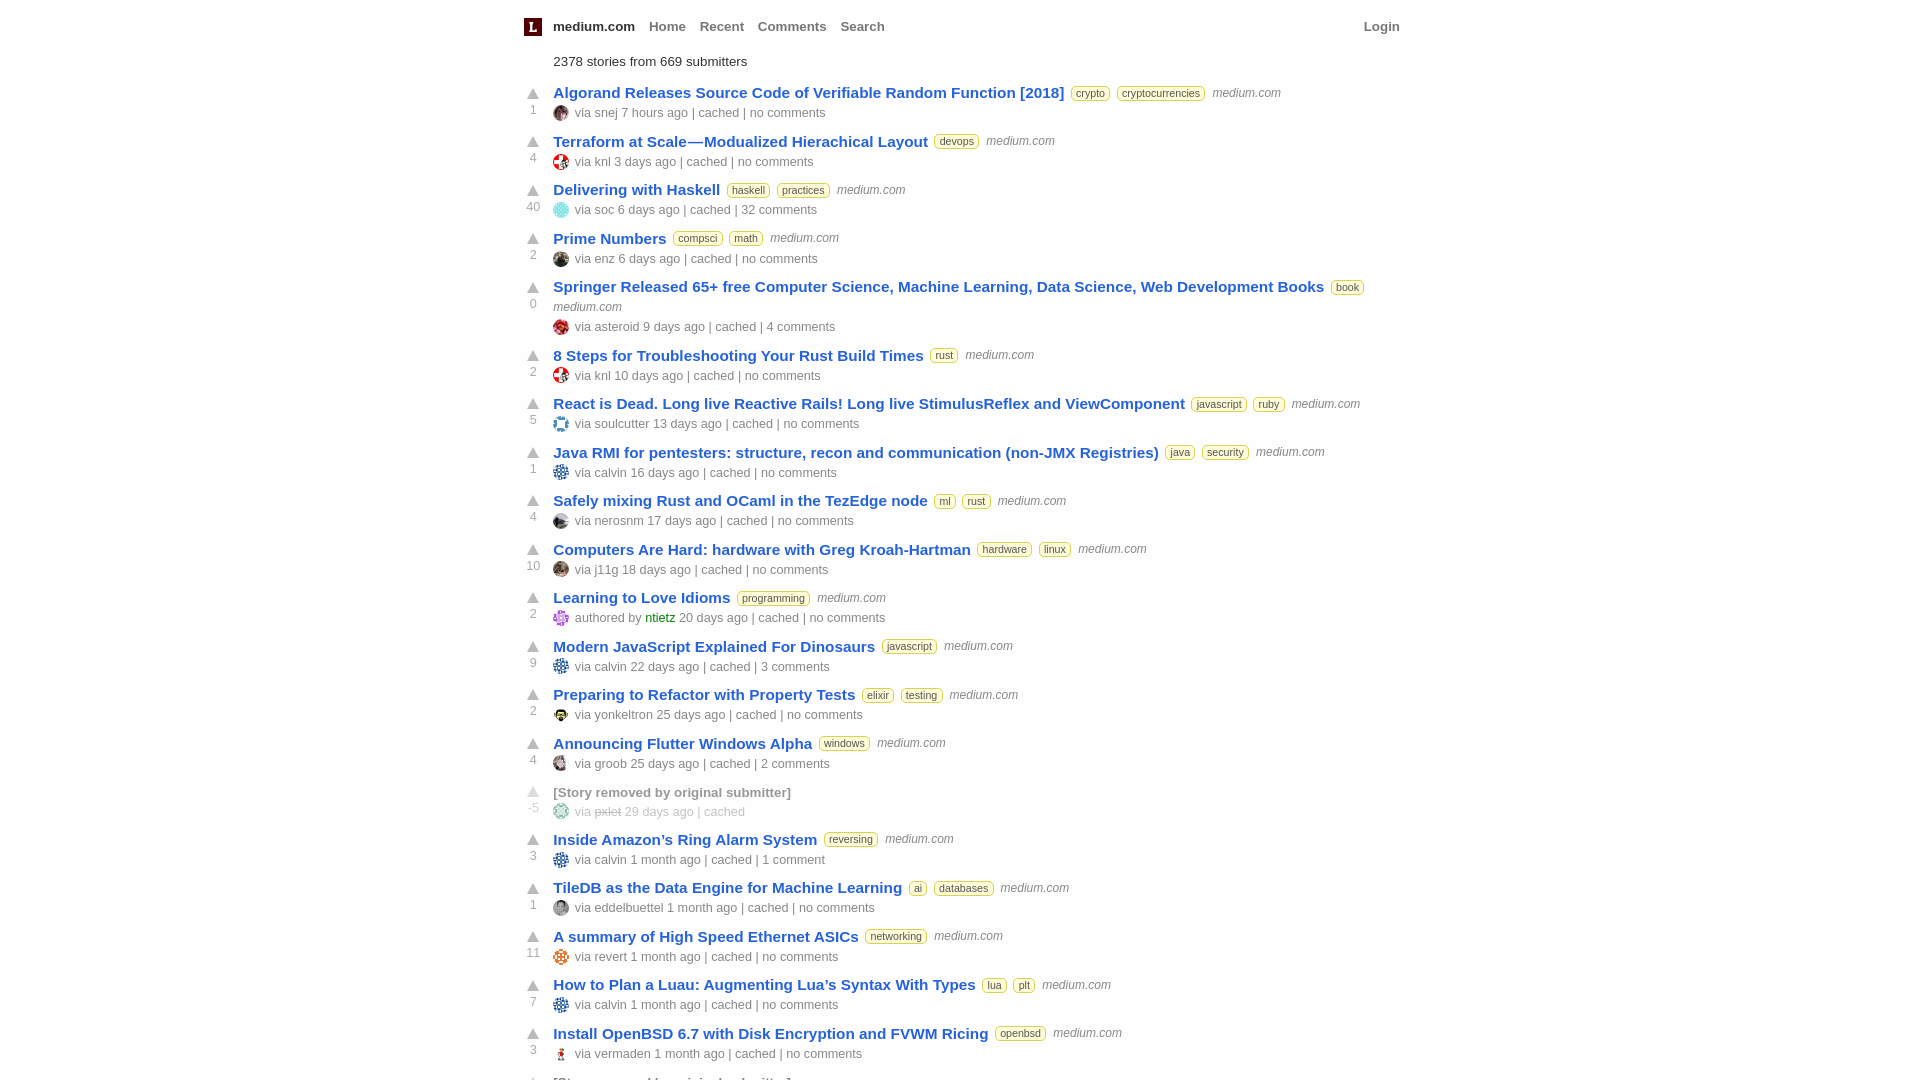 L medium.com Home Recent Comments Search Login
2378 stories from 669 submitters
Algorand Releases Source Code of Verifiable Random Function [2018] crypto cryptocurrencies medium.com
1
via snej 7 hours ago | cached | no comments
Terraform at Scale — Modualized Hierachical Layout devops medium.com
4
via knl 3 days ago | cached | no comments
Delivering with Haskell haskell practices medium.com
40
via soc 6 days ago | cached | 32 comments
Prime Numbers compsci math medium.com
2
via enz 6 days ago | cached | no comments
Springer Released 65+ free Computer Science, Machine Learning, Data Science, Web Development Books book
0
medium.com
via asteroid 9 days ago | cached | 4 comments
8 Steps for Troubleshooting Your Rust Build Times rust medium.com
2
via knl 10 days ago | cached | no comments
React is Dead. Long live Reactive Rails! Long live StimulusReflex and ViewComponent javascript ruby medium.com
5
via soulcutter 13 days ago | cached | no comments
Java RMI for pentesters: structure, recon and communication (non-JMX Registries) java security medium.com
1
via calvin 16 days ago | cached | no comments
Safely mixing Rust and OCaml in the TezEdge node ml rust medium.com
4
via nerosnm 17 days ago | cached | no comments
Computers Are Hard: hardware with Greg Kroah-Hartman hardware linux medium.com
10
via j11g 18 days ago | cached | no comments
Learning to Love Idioms programming medium.com
2
authored by ntietz 20 days ago | cached | no comments
Modern JavaScript Explained For Dinosaurs javascript medium.com
9
via calvin 22 days ago | cached | 3 comments
Preparing to Refactor with Property Tests elixir testing medium.com
2
via yonkeltron 25 days ago | cached | no comments
Announcing Flutter Windows Alpha windows medium.com
4
via groob 25 days ago | cached | 2 comments
[Story removed by original submitter]
-5
via pxlet 29 days ago | cached
Inside Amazon’s Ring Alarm System reversing medium.com
3
via calvin 1 month ago | cached | 1 comment
TileDB as the Data Engine for Machine Learning ai databases medium.com
1
via eddelbuettel 1 month ago | cached | no comments
A summary of High Speed Ethernet ASICs networking medium.com
11
via revert 1 month ago | cached | no comments
How to Plan a Luau: Augmenting Lua’s Syntax With Types lua plt medium.com
7
via calvin 1 month ago | cached | no comments
Install OpenBSD 6.7 with Disk Encryption and FVWM Ricing openbsd medium.com
3
via vermaden 1 month ago | cached | no comments